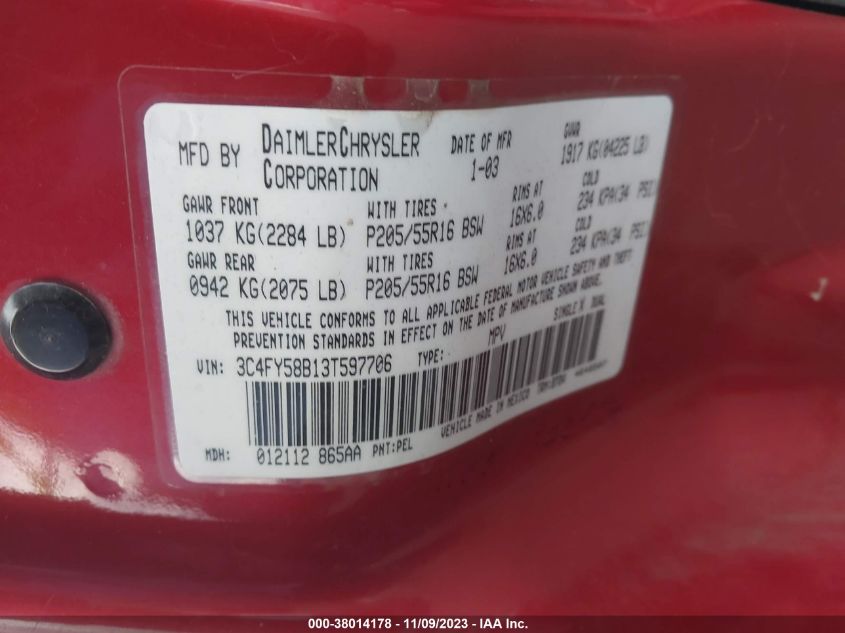 MFD BY DAIMLERCHRYSLER CORPORATION DATE OF MFR 1-03 GVWR 1917 KG(04225 LB)
GAWR FRONT WITH TIRES RIMS AT COLD
1037 KG(2284 LB) P205/55R16 BSW 16X6.0 234 KPA(34 PSI)
GAWR REAR WITH TIRES RIMS AT COLD
0942 KG(2075 LB) P205/55R16 BSW 16X6.0 234 KPA(34 PSI)
THIS VEHICLE CONFORMS TO ALL APPLICABLE FEDERAL MOTOR VEHICLE SAFETY AND THEFT
PREVENTION STANDARDS IN EFFECT ON THE DATE OF MANUFACTURE SHOWN ABOVE.
VIN: 3C4FY58B13T597706 TYPE: MPV SINGLE X DUAL
VEHICLE MADE IN MEXICO
MDH: 012112 865AA PNT:PEL
000-38014178 - 11/09/2023 - IAA Inc.